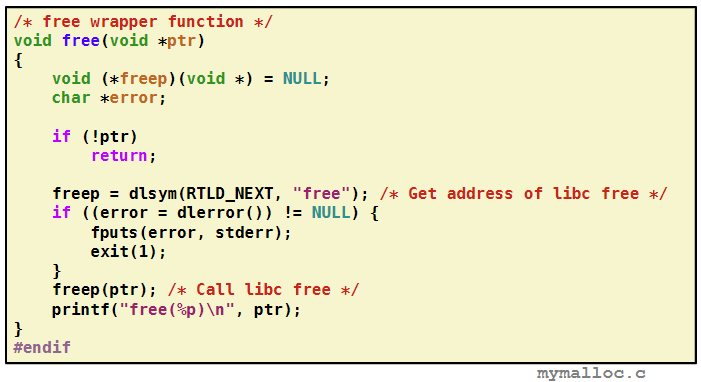 /* free wrapper function */
void free(void *ptr)
{
    void (*freep)(void *) = NULL;
    char *error;

    if (!ptr)
        return;

    freep = dlsym(RTLD_NEXT, "free"); /* Get address of libc free */
    if ((error = dlerror()) != NULL) {
        fputs(error, stderr);
        exit(1);
    }
    freep(ptr); /* Call libc free */
    printf("free(%p)\n", ptr);
}
#endif
mymalloc.c